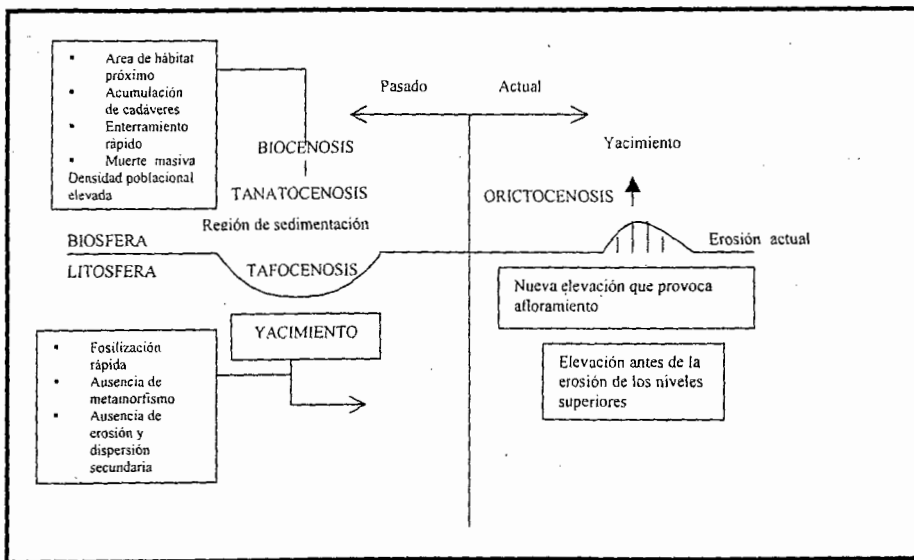 ▪ Area de hábitat
próximo
▪ Acumulación
de cadáveres
▪ Enterramiento
rápido
▪ Muerte masiva
Densidad poblacional
elevada
Pasado
Actual
BIOCENOSIS
TANATOCENOSIS
Región de sedimentación
BIOSFERA
LITOSFERA
TAFOCENOSIS
YACIMIENTO
▪ Fosilización
rápida
▪ Ausencia de
metamorfismo
▪ Ausencia de
erosión y
dispersión
secundaria
Yacimiento
ORICTOCENOSIS
Erosión actual
Nueva elevación que provoca
afloramiento
Elevación antes de la
erosión de los níveles
superiores